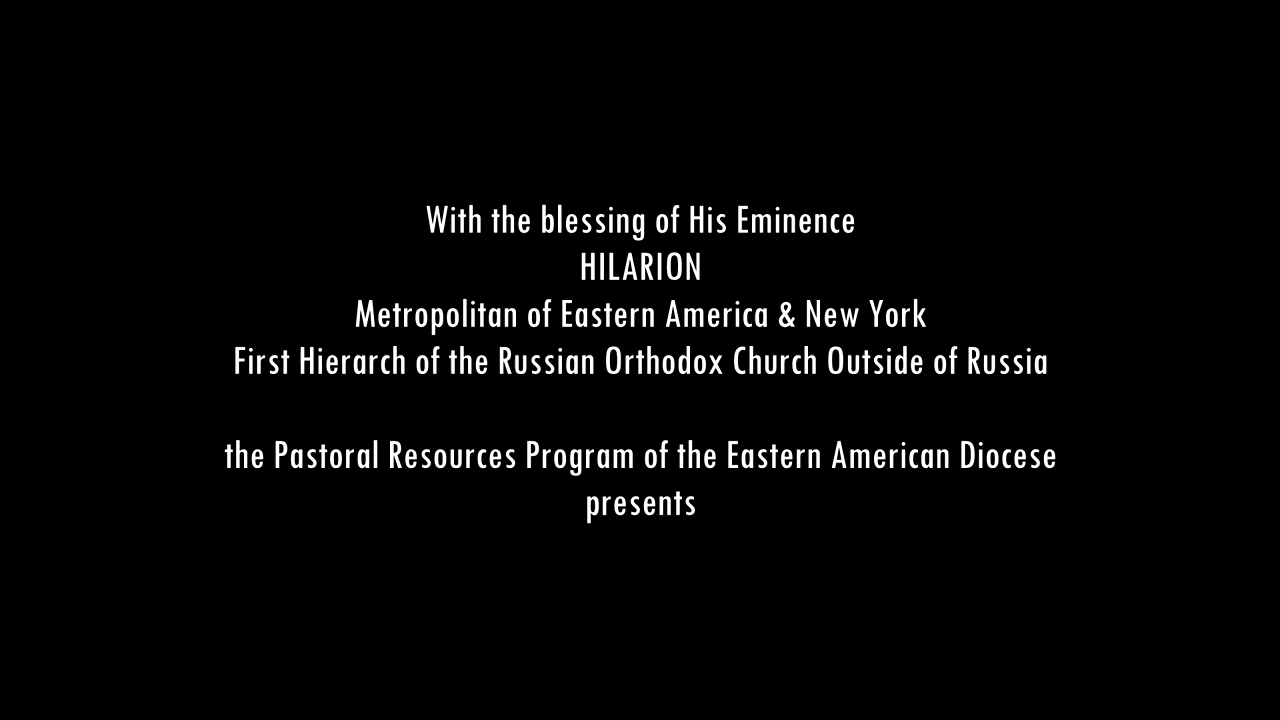 With the blessing of His Eminence
HILARION
Metropolitan of Eastern America & New York
First Hierarch of the Russian Orthodox Church Outside of Russia
the Pastoral Resources Program of the Eastern American Diocese
presents